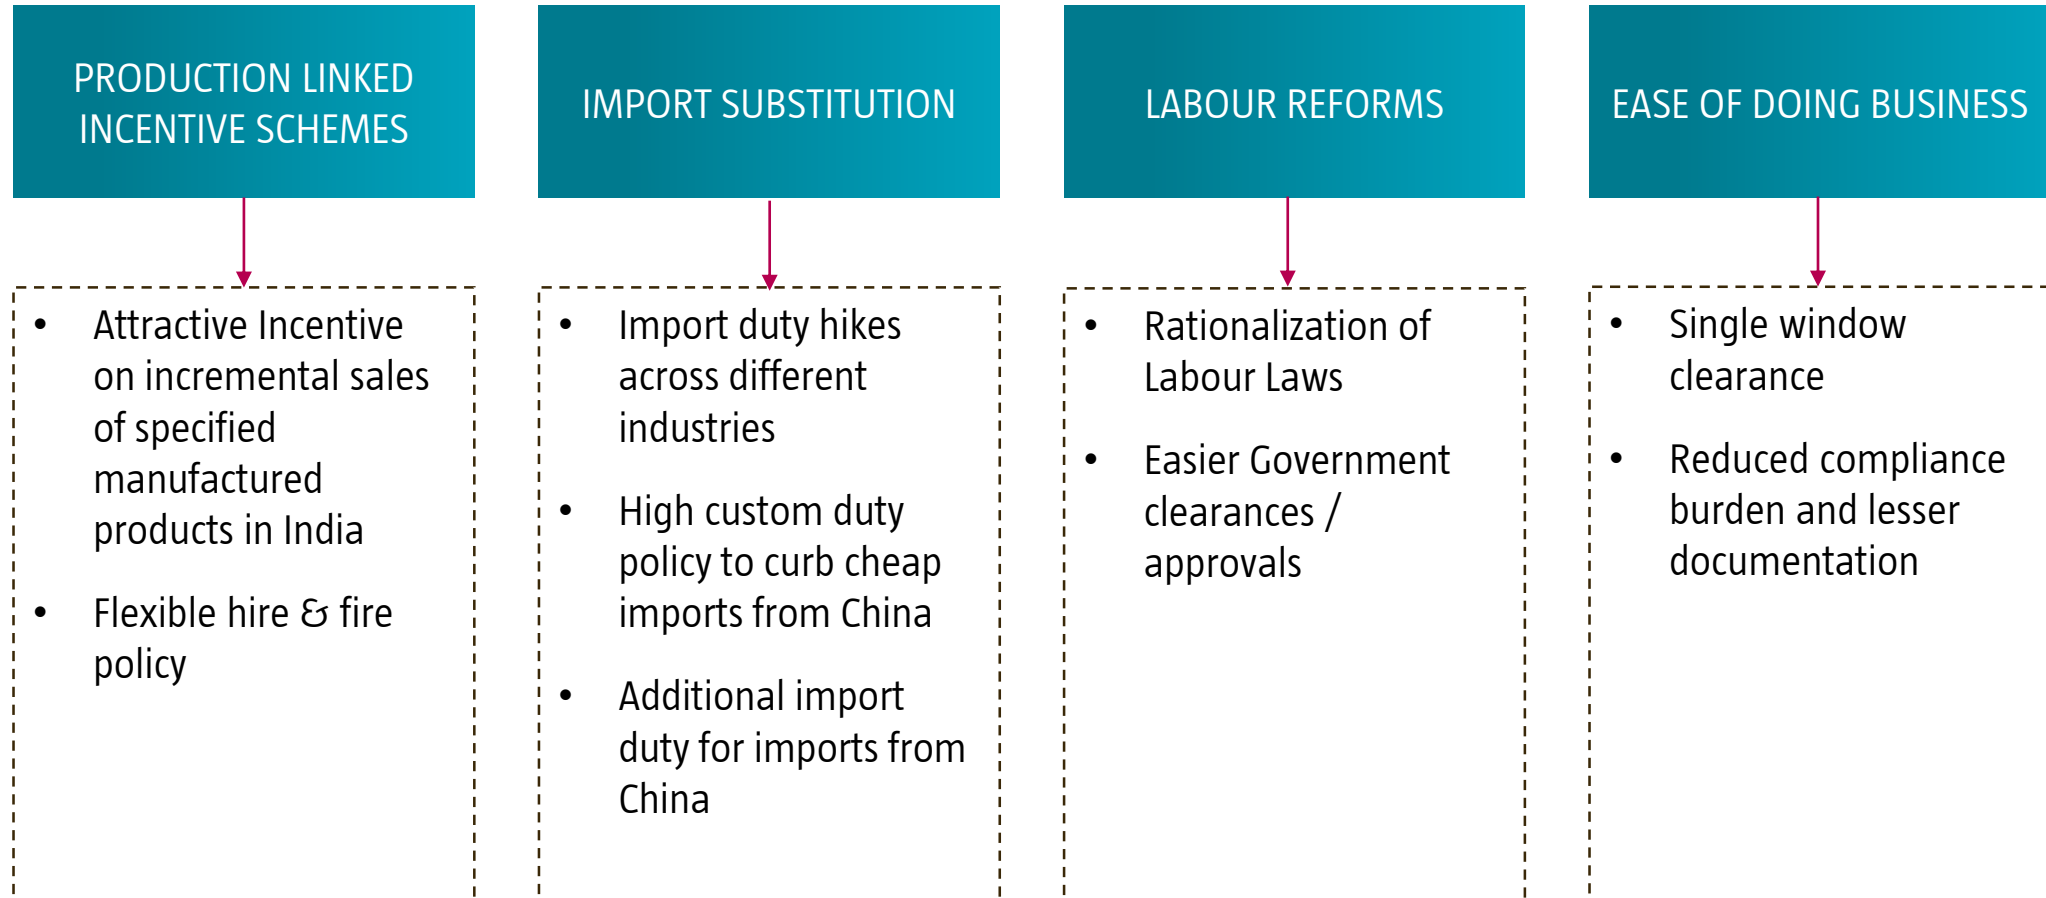 PRODUCTION LINKED
INCENTIVE SCHEMES
• Attractive Incentive
on incremental sales
of specified
manufactured
products in India
• Flexible hire & fire
policy
IMPORT SUBSTITUTION
• Import duty hikes
across different
industries
• High custom duty
policy to curb cheap
imports from China
• Additional import
duty for imports from
China
LABOUR REFORMS
• Rationalization of
Labour Laws
• Easier Government
clearances /
approvals
EASE OF DOING BUSINESS
• Single window
clearance
• Reduced compliance
burden and lesser
documentation